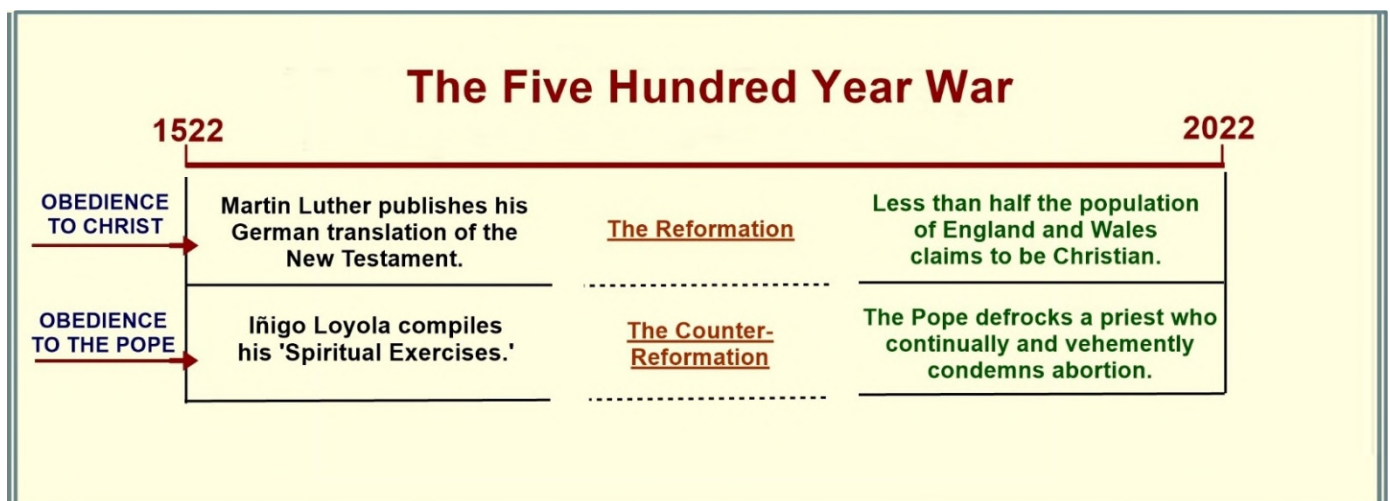 The Five Hundred Year War
1522
2022
OBEDIENCE
TO CHRIST
Martin Luther publishes his
German translation of the
New Testament.
The Reformation
Less than half the population
of England and Wales
claims to be Christian.
OBEDIENCE
TO THE POPE
Iñigo Loyola compiles
his 'Spiritual Exercises.'
The Counter-
Reformation
The Pope defrocks a priest who
continually and vehemently
condemns abortion.